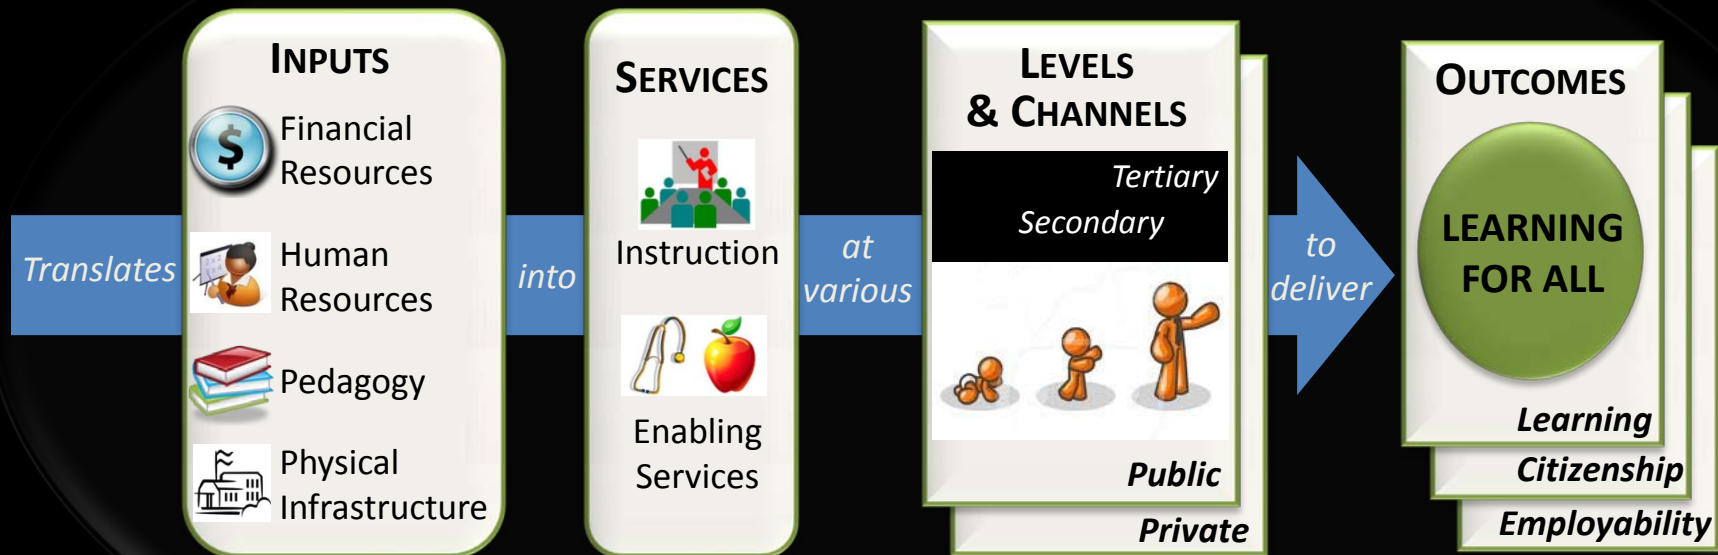 Translates
INPUTS
$
Financial
Resources
Human
Resources
Pedagogy
Physical
Infrastructure
into
SERVICES
Instruction
Enabling
Services
at
various
LEVELS
& CHANNELS
Tertiary
Secondary
Public
Private
to
deliver
OUTCOMES
LEARNING
FOR ALL
Learning
Citizenship
Employability